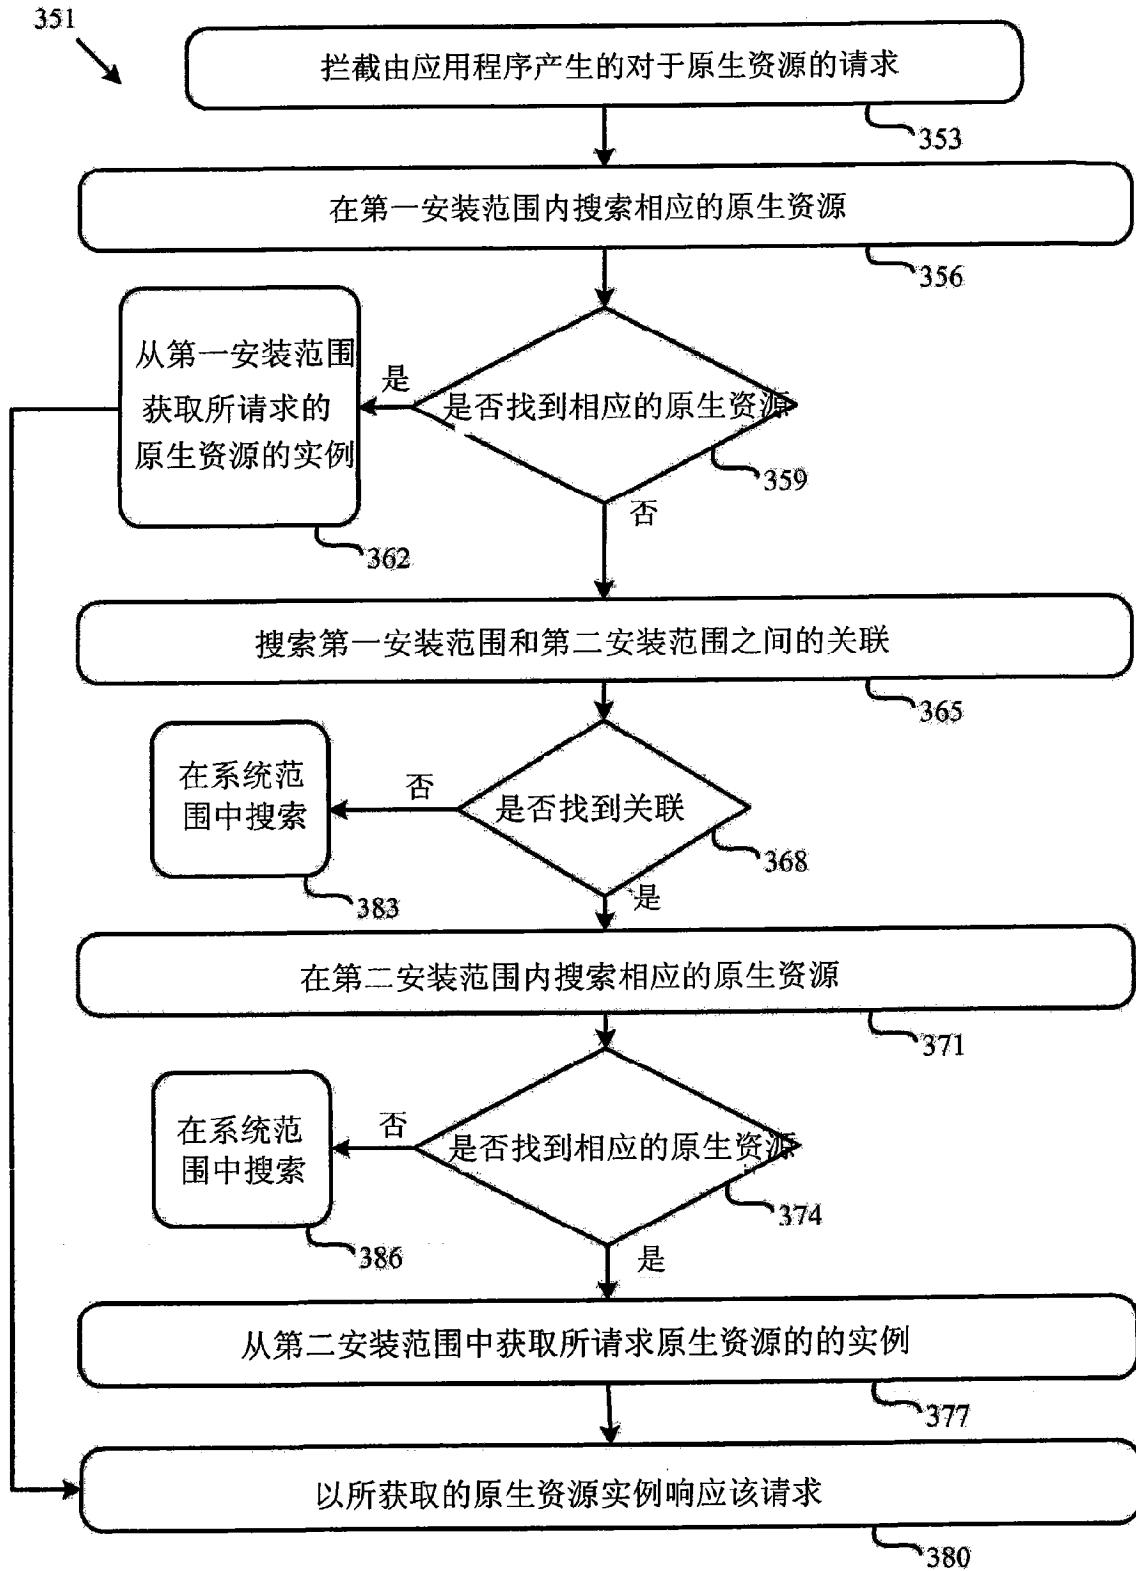 351
拦截由应用程序产生的对于原生资源的请求
353
在第一安装范围内搜索相应的原生资源
356
从第一安装范围
获取所请求的
原生资源的实例
是
是否找到相应的原生资源
359
否
362
搜索第一安装范围和第二安装范围之间的关联
365
在系统范
围中搜索
否
是否找到关联
368
383
是
在第二安装范围内搜索相应的原生资源
371
在系统范
围中搜索
否
是否找到相应的原生资源
374
386
是
从第二安装范围中获取所请求原生资源的的实例
377
以所获取的原生资源实例响应该请求
380